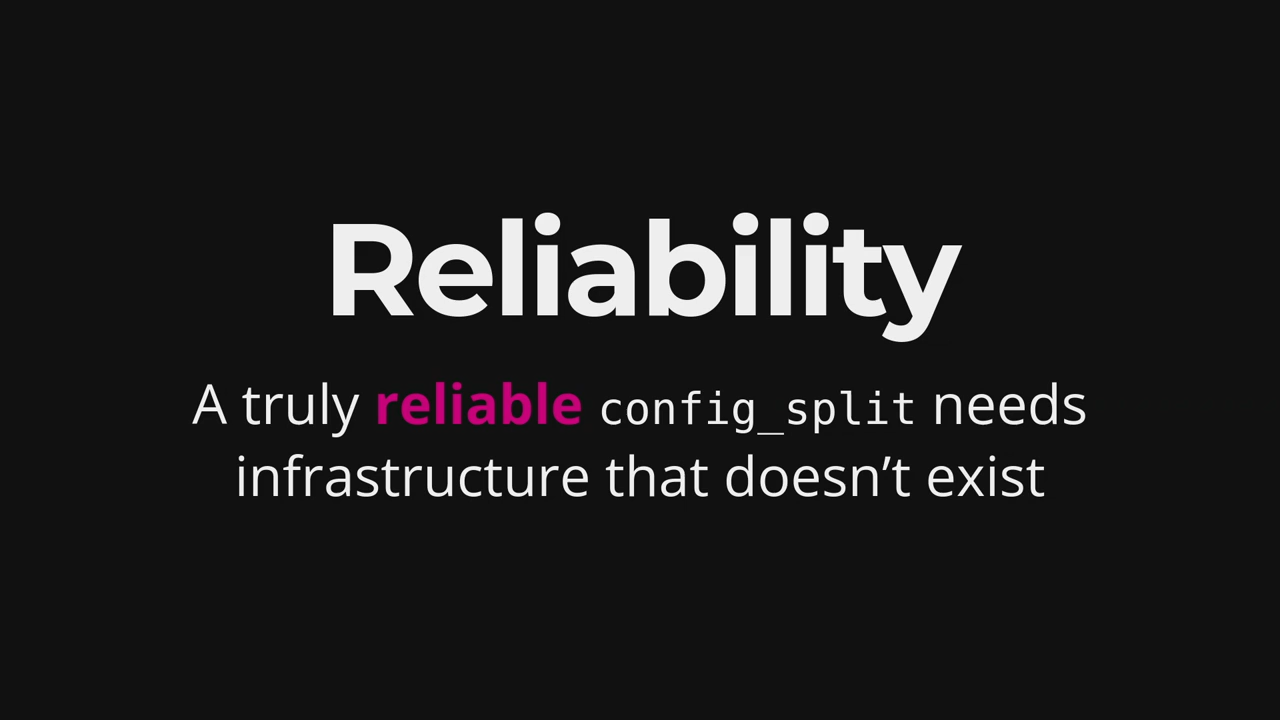 Reliability
A truly reliable config_split needs
infrastructure that doesn’t exist